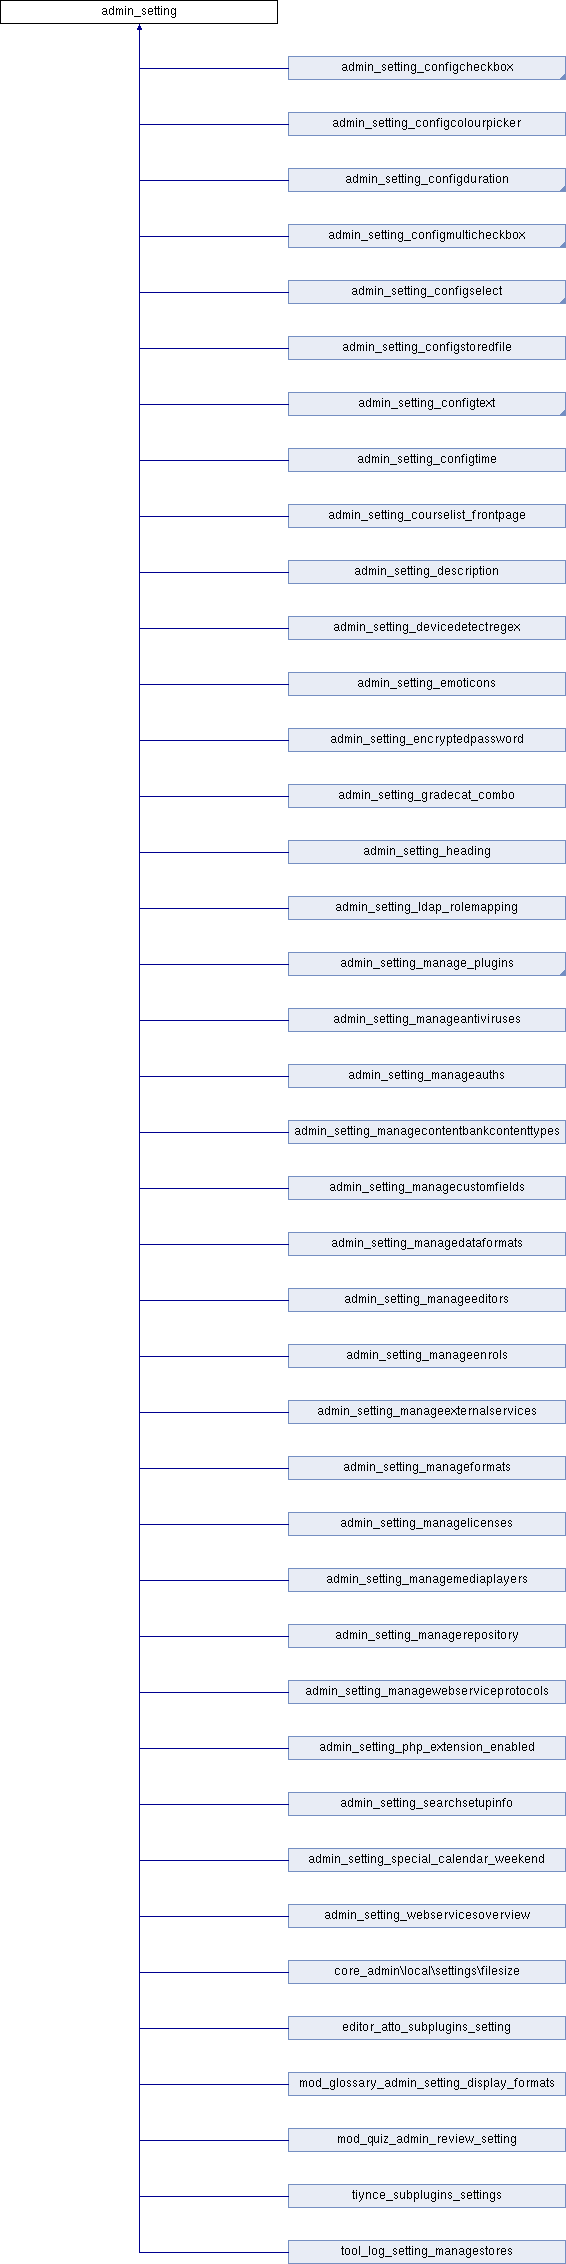 admin_setting
admin_setting_configcheckbox
admin_setting_configcolourpicker
admin_setting_configduration
admin_setting_configmulticheckbox
admin_setting_configselect
admin_setting_configstoredfile
admin_setting_configtext
admin_setting_configtime
admin_setting_courselist_frontpage
admin_setting_description
admin_setting_devicedetectregex
admin_setting_emoticons
admin_setting_encryptedpassword
admin_setting_gradecat_combo
admin_setting_heading
admin_setting_ldap_rolemapping
admin_setting_manage_plugins
admin_setting_manageantiviruses
admin_setting_manageauths
admin_setting_managecontentbankcontenttypes
admin_setting_managecustomfields
admin_setting_managedataformats
admin_setting_manageeditors
admin_setting_manageenrols
admin_setting_manageexternalservices
admin_setting_manageformats
admin_setting_managelicenses
admin_setting_managemediaplayers
admin_setting_managerepository
admin_setting_managewebserviceprotocols
admin_setting_php_extension_enabled
admin_setting_searchsetupinfo
admin_setting_special_calendar_weekend
admin_setting_webservicesoverview
core_admin\local\settings\filesize
editor_atto_subplugins_setting
mod_glossary_admin_setting_display_formats
mod_quiz_admin_review_setting
tiynce_subplugins_settings
tool_log_setting_managestores